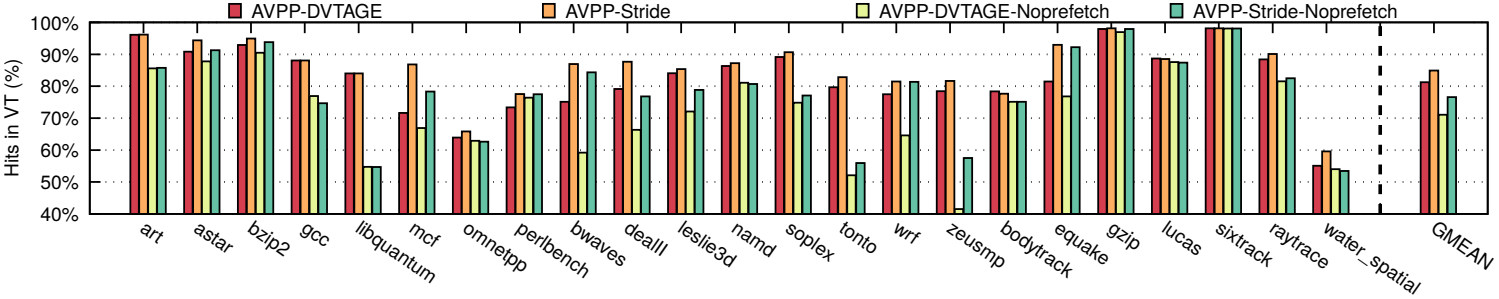 AVPP-DVTAGE AVPP-Stride AVPP-DVTAGE-Noprefetch AVPP-Stride-Noprefetch
Hits in VT (%)
100%
90%
80%
70%
60%
50%
40%
art
astar
bzip2
gcc
libquantum
mcf
omnetpp
perlbench
bwaves
dealII
leslie3d
namd
soplex
tonto
wrf
zeusmp
bodytrack
equake
gzip
lucas
sixtrack
raytrace
water_spatial
GMEAN